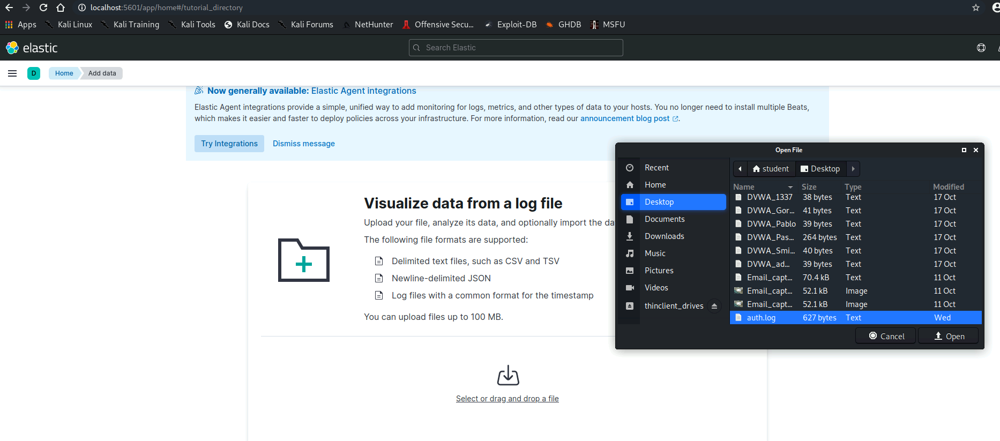 localhost:5601/app/home#/tutorial_directory
Apps Kali Linux Kali Training Kali Tools Kali Docs Kali Forums NetHunter Offensive Secu... Exploit-DB GHDB MSFU
elastic Search Elastic
D Home Add data
Now generally available: Elastic Agent integrations
Elastic Agent integrations provide a simple, unified way to add monitoring for logs, metrics, and other types of data to your hosts. You no longer need to install multiple Beats,
which makes it easier and faster to deploy policies across your infrastructure. For more information, read our announcement blog post.
Try Integrations Dismiss message
Visualize data from a log file
Upload your file, analyze its data, and optionally import the da
The following file formats are supported:
Delimited text files, such as CSV and TSV
Newline-delimited JSON
Log files with a common format for the timestamp
You can upload files up to 100 MB.
Select or drag and drop a file
Open File
Recent
Home
Desktop
Documents
Downloads
Music
Pictures
Videos
thinclient_drives
student Desktop
Name Size Type Modified
DVWA_1337 38 bytes Text 17 Oct
DVWA_Gor... 41 bytes Text 17 Oct
DVWA_Pablo 39 bytes Text 17 Oct
DVWA_Pas... 264 bytes Text 17 Oct
DVWA_Smi... 40 bytes Text 17 Oct
DVWA_ad... 39 bytes Text 17 Oct
Email_capt... 70.4 kB Text 11 Oct
Email_capt... 52.1 kB Image 11 Oct
Email_capt... 52.1 kB Image 11 Oct
auth.log 627 bytes Text Wed
Cancel Open